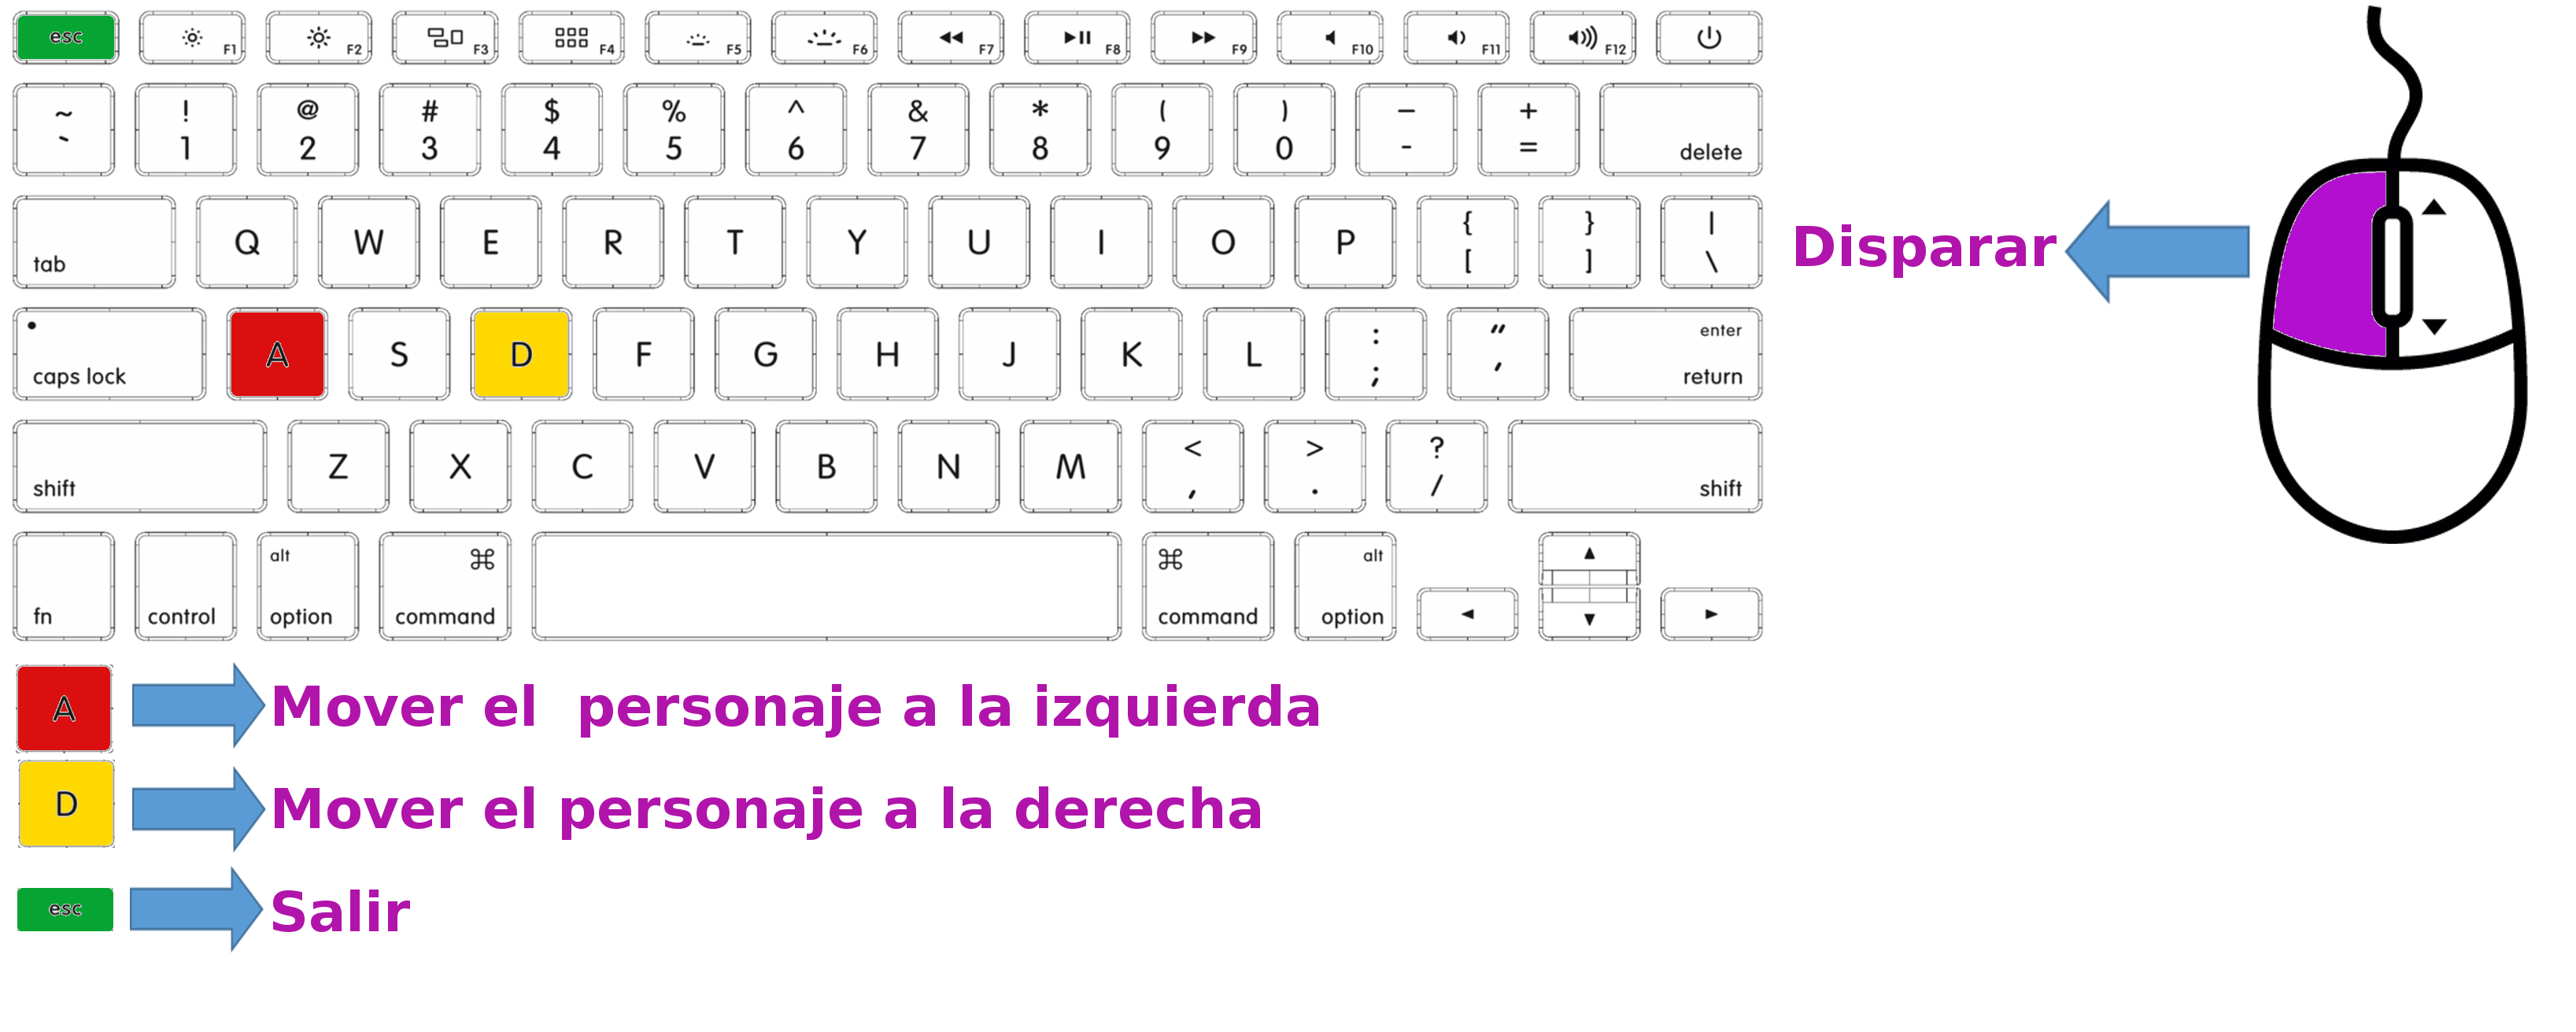 esc F1 F2 F3 F4 F5 F6 F7 F8 F9 F10 F11 F12
~ ! @ # $ % ^ & * ( ) – +
` 1 2 3 4 5 6 7 8 9 0 - = delete
tab Q W E R T Y U I O P { [ } ] | \
Disparar
caps lock A S D F G H J K L : ; " ' enter return
shift Z X C V B N M < , > . ? / shift
fn control alt option ⌘ command ⌘ command alt option
A Mover el personaje a la izquierda
D Mover el personaje a la derecha
esc Salir